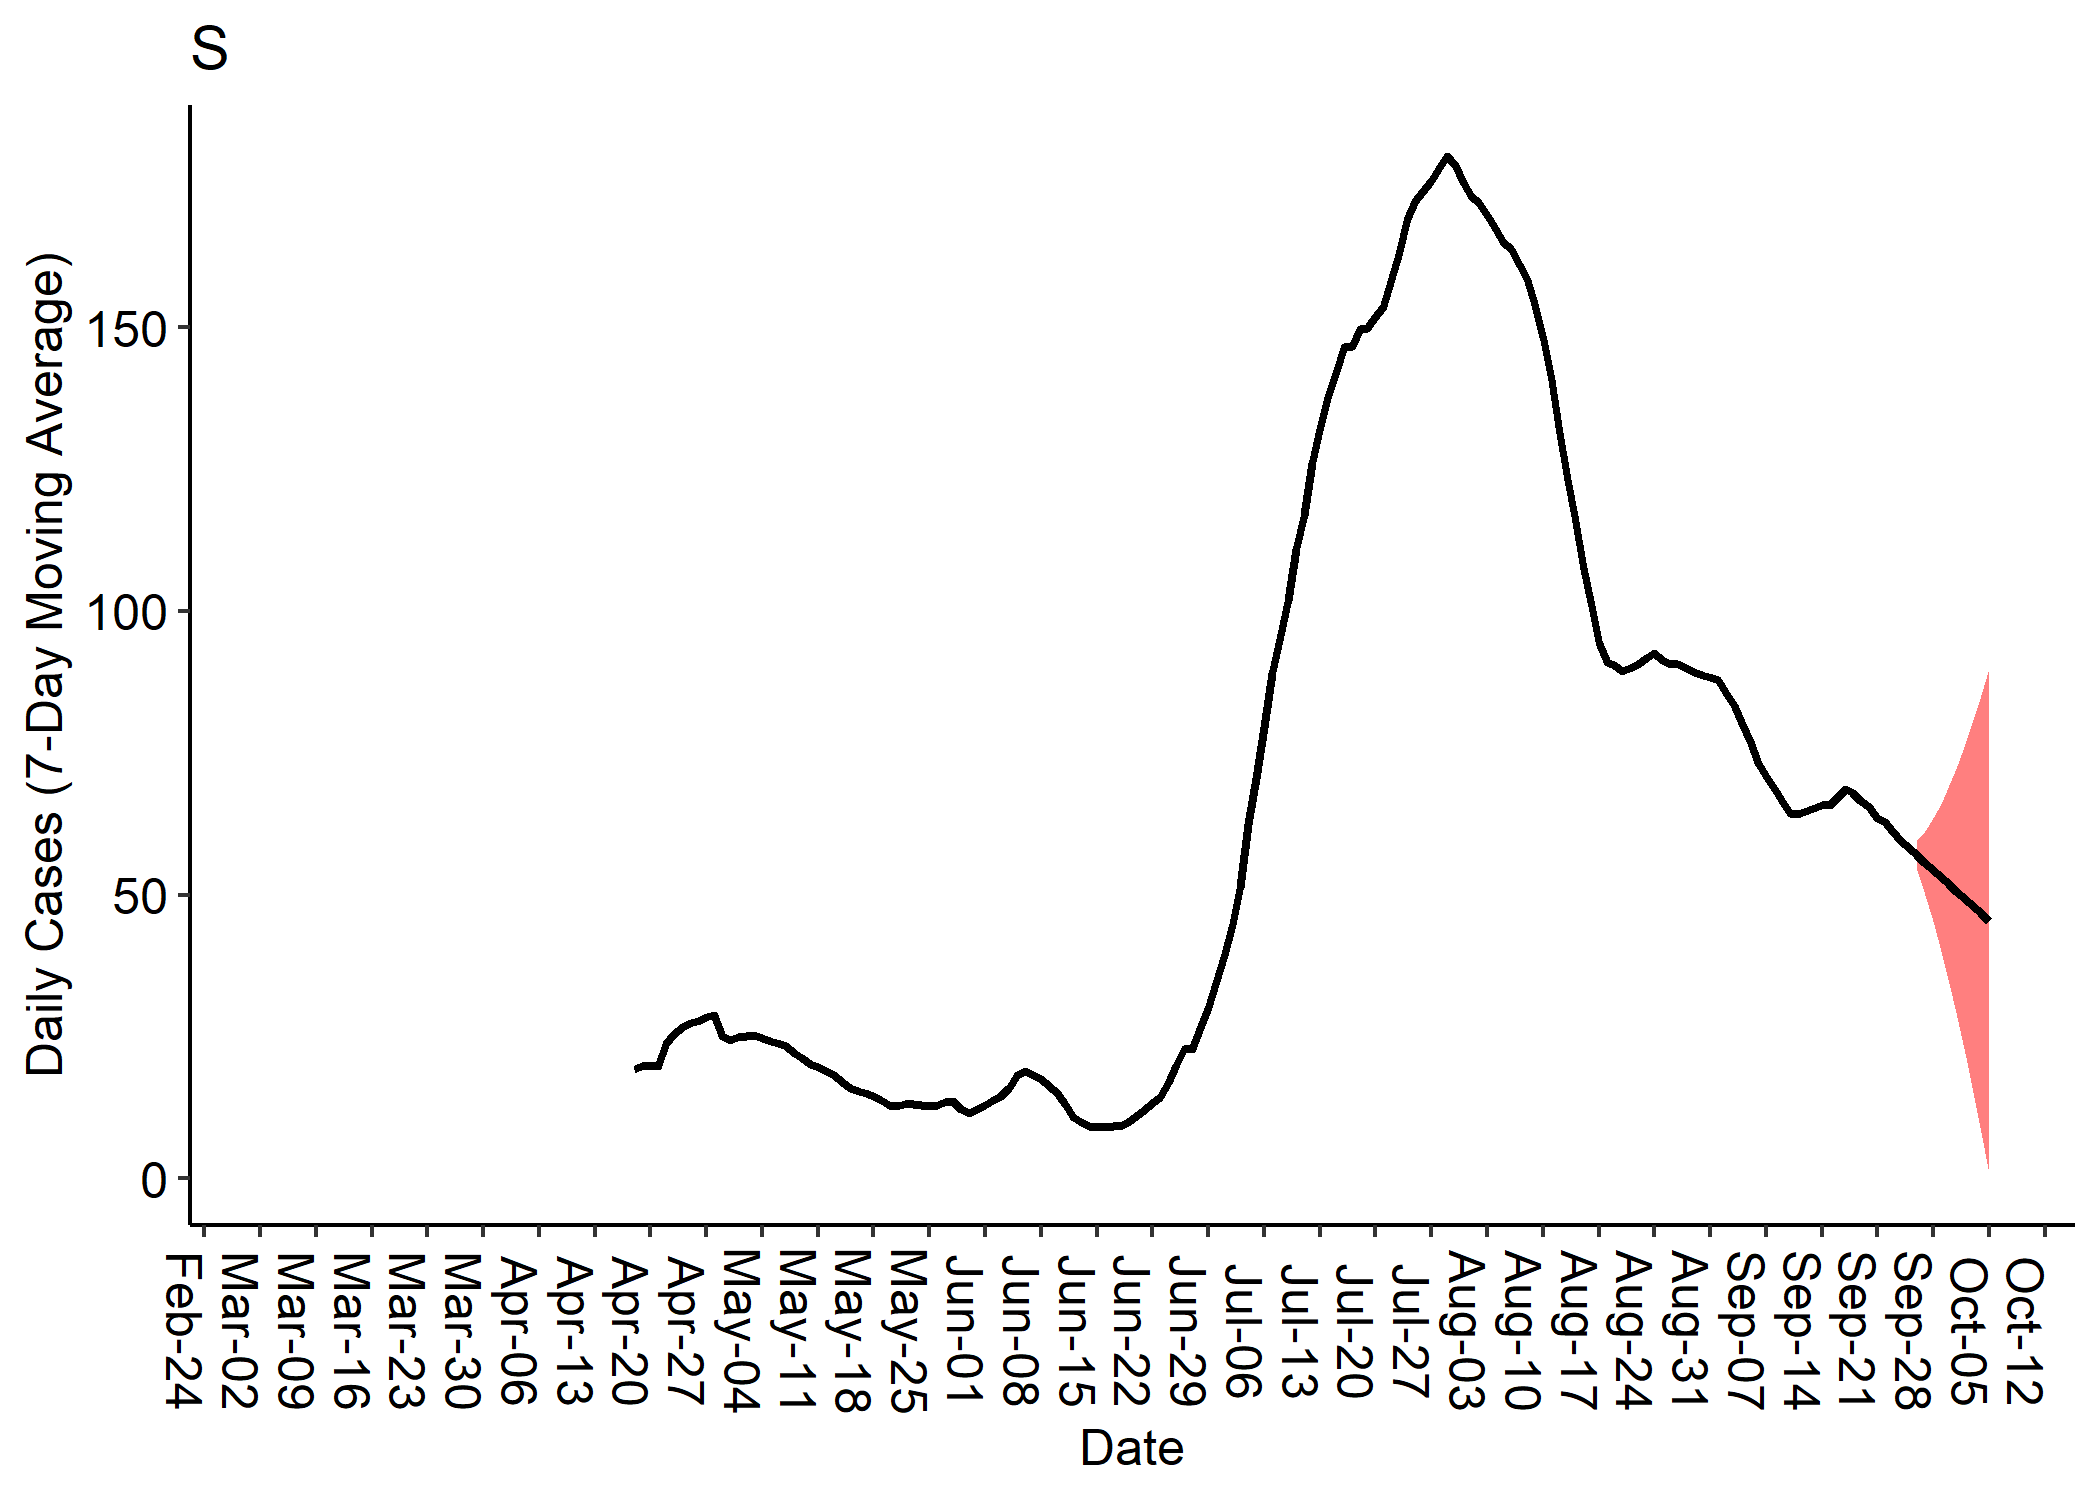 S
Daily Cases (7-Day Moving Average)
150
100
50
0
Feb-24
Mar-02
Mar-09
Mar-16
Mar-23
Mar-30
Apr-06
Apr-13
Apr-20
Apr-27
May-04
May-11
May-18
May-25
Jun-01
Jun-08
Jun-15
Jun-22
Jun-29
Jul-06
Jul-13
Jul-20
Jul-27
Aug-03
Aug-10
Aug-17
Aug-24
Aug-31
Sep-07
Sep-14
Sep-21
Sep-28
Oct-05
Oct-12
Date